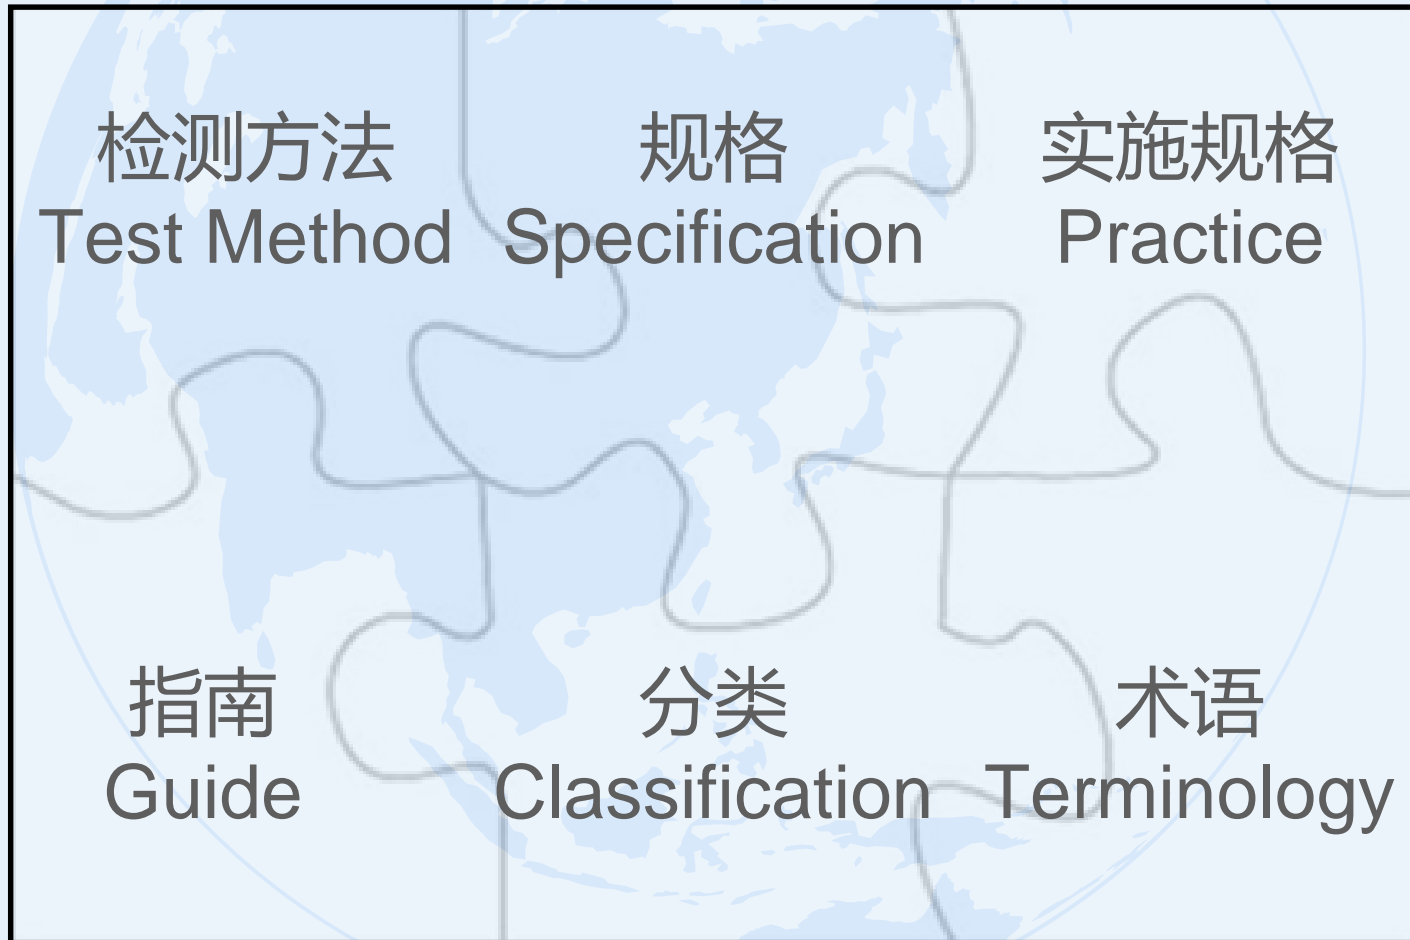 检测方法
Test Method
规格
Specification
实施规格
Practice
指南
Guide
分类
Classification
术语
Terminology